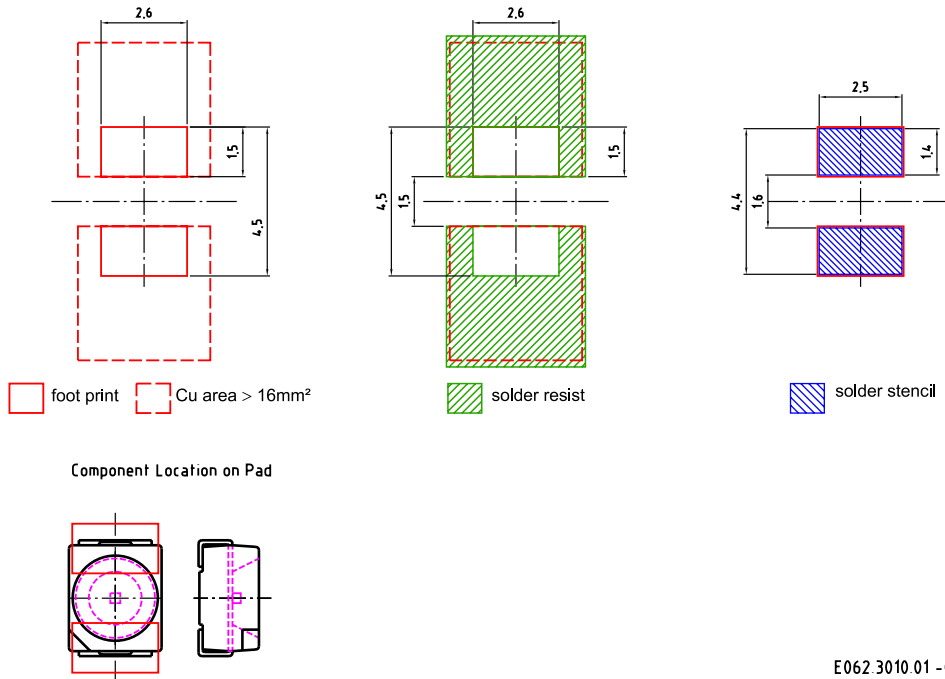 2.6
1.5
4.5
2.6
4.5
1.5
1.5
2.5
4.4
1.6
1.4
foot print
Cu area > 16mm²
solder resist
solder stencil
Component Location on Pad
E062.3010.01 -